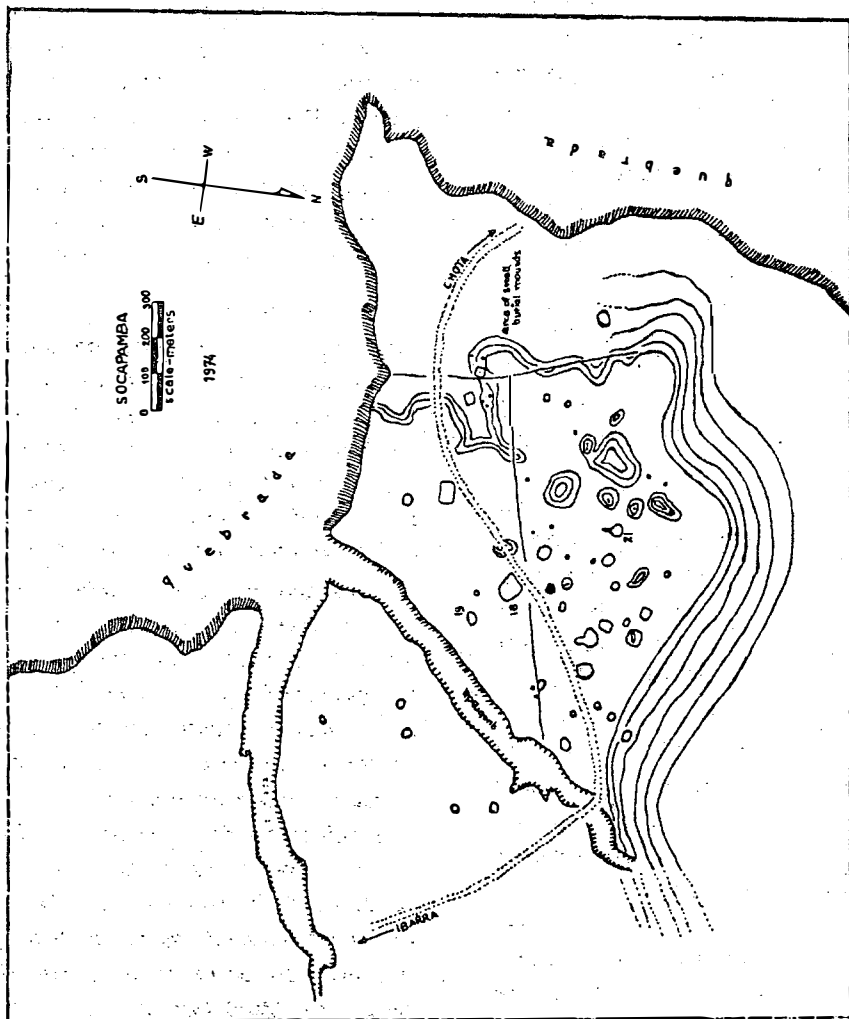 SOCAPAMBA
0 100 200 300
scale-meters
1974
S
W
E
N
quebrada
quebrada
CHOTA
area of small
burial mounds
19
18
21
quebrada
IBARRA